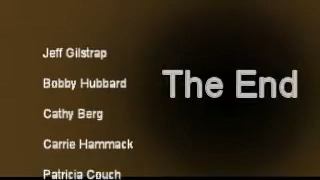 Jeff Gilstrap
Bobby Hubbard
The End
Cathy Berg
Carrie Hammack
Patricia Couch